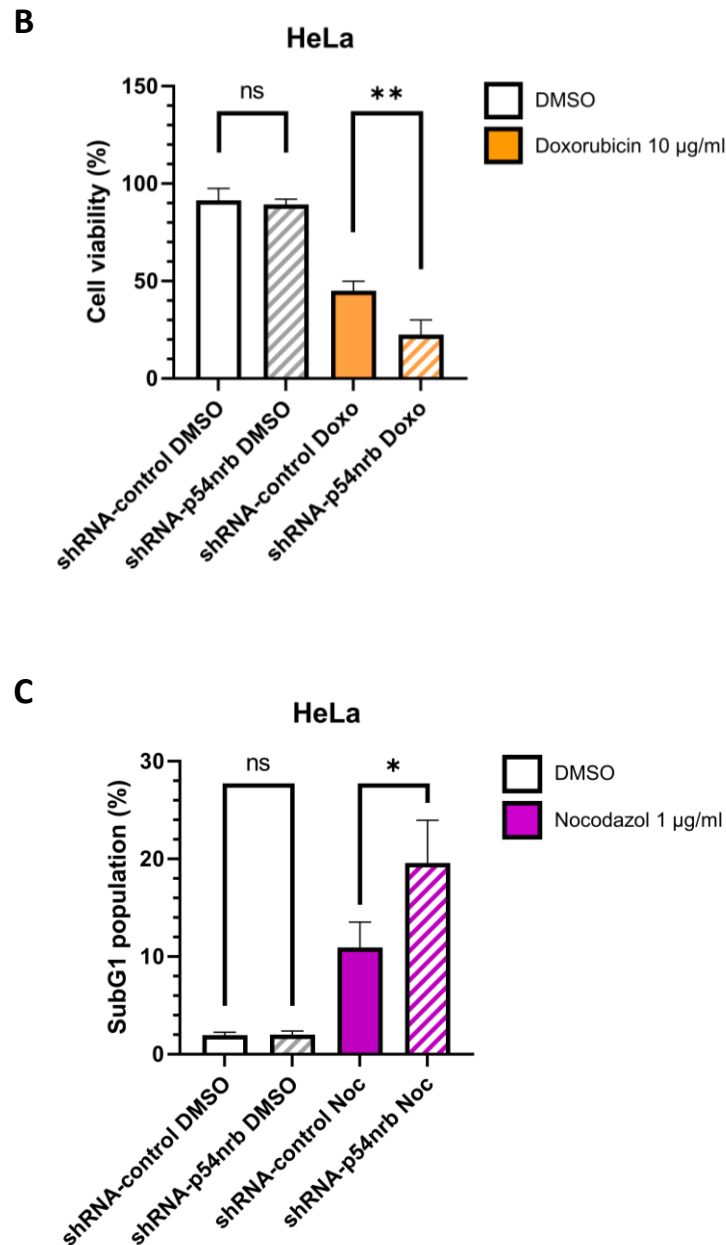 B
HeLa
Cell viability (%)
150
100
50
0
ns
**
DMSO
Doxorubicin 10 µg/ml
shRNA-control DMSO
shRNA-p54nrb DMSO
shRNA-control Doxo
shRNA-p54nrb Doxo
C
HeLa
SubG1 population (%)
30
20
10
0
ns
*
DMSO
Nocodazol 1 µg/ml
shRNA-control DMSO
shRNA-p54nrb DMSO
shRNA-control Noc
shRNA-p54nrb Noc